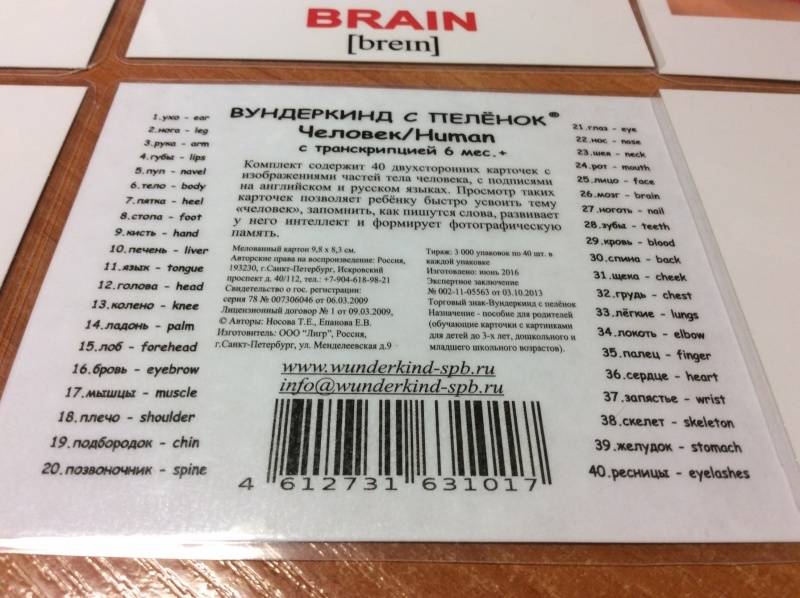 BRAIN
[breın]
ВУНДЕРКИНД С ПЕЛЁНОК®
Человек/Human
с транскрипцией 6 мес.+
Комплект содержит 40 двухсторонних карточек с
изображениями частей тела человека, с подписями
на английском и русском языках. Просмотр таких
карточек позволяет ребёнку быстро усвоить тему
«человек», запомнить, как пишутся слова, развивает
у него интеллект и формирует фотографическую
память.
1.ухо - ear
2.нога - leg
3.рука - arm
4.губы - lips
5.пуп - navel
6.тело - body
7.пятка - heel
8.стопа - foot
9.кисть - hand
10.печень - liver
11.язык - tongue
12.голова - head
13.колено - knee
14.ладонь - palm
15.лоб - forehead
16.бровь - eyebrow
17.мышцы - muscle
18.плечо - shoulder
19.подбородок - chin
20.позвоночник - spine
Мелованный картон 9,8 х 8,3 см.
Авторские права на воспроизведение: Россия,
193230, г.Санкт-Петербург, Искровский
проспект д. 40/112, тел.: +7-904-618-98-21
Свидетельство о гос. регистрации:
серия 78 № 007306046 от 06.03.2009
Лицензионный договор № 1 от 09.03.2009,
© Авторы: Носова Т.Е., Епанова Е.В.
Изготовитель: ООО "Лигр", Россия,
г.Санкт-Петербург, ул. Менделеевская д.9
Тираж: 3 000 упаковок по 40 шт. в
каждой упаковке
Изготовлено: июнь 2016
Экспертное заключение
№ 002-11-05563 от 03.10.2013
Торговый знак-Вундеркинд с пелёнок
Назначение - пособие для родителей
(обучающие карточки с картинками
для детей до 3-х лет, дошкольного и
младшего школьного возрастов).
www.wunderkind-spb.ru
info@wunderkind-spb.ru
4 612731 631017
21.глаз - eye
22.нос - nose
23.шея - neck
24.рот - mouth
25.лицо - face
26.мозг - brain
27.ноготь - nail
28.зубы - teeth
29.кровь - blood
30.спина - back
31.щека - cheek
32.грудь - chest
33.лёгкие - lungs
34.локоть - elbow
35.палец - finger
36.сердце - heart
37.запястье - wrist
38.скелет - skeleton
39.желудок - stomach
40.ресницы - eyelashes